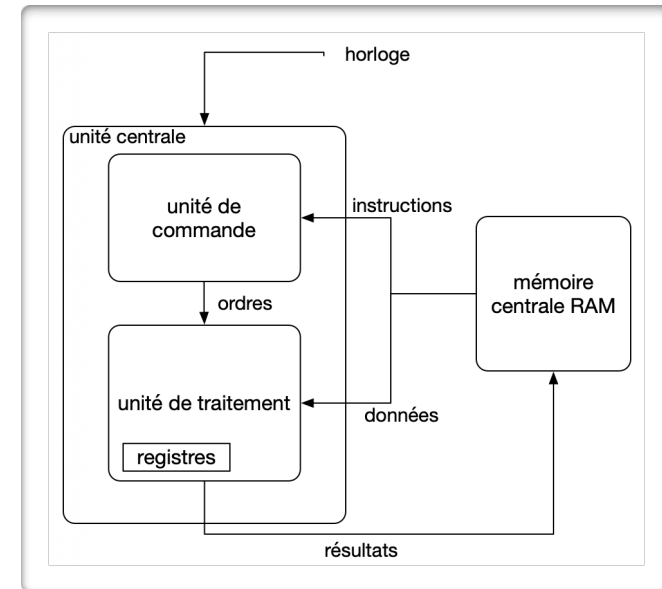 horloge
unité centrale
unité de
commande
instructions
mémoire
centrale RAM
ordres
unité de traitement
données
registres
résultats